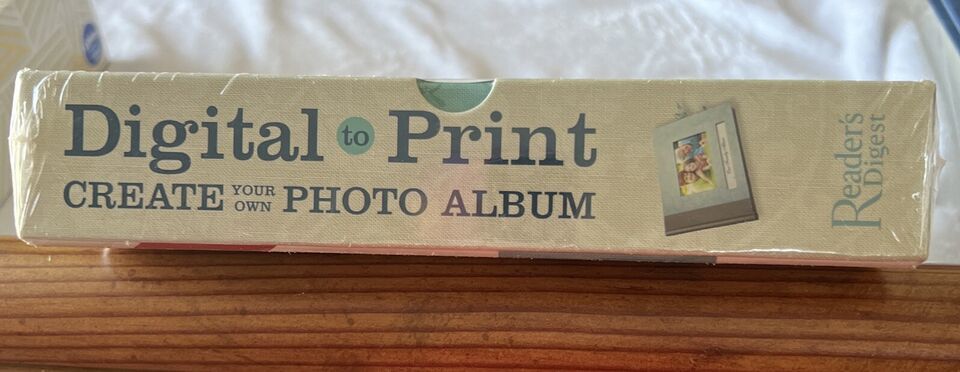 Digital to Print
CREATE YOUR OWN PHOTO ALBUM
Reader's
Digest